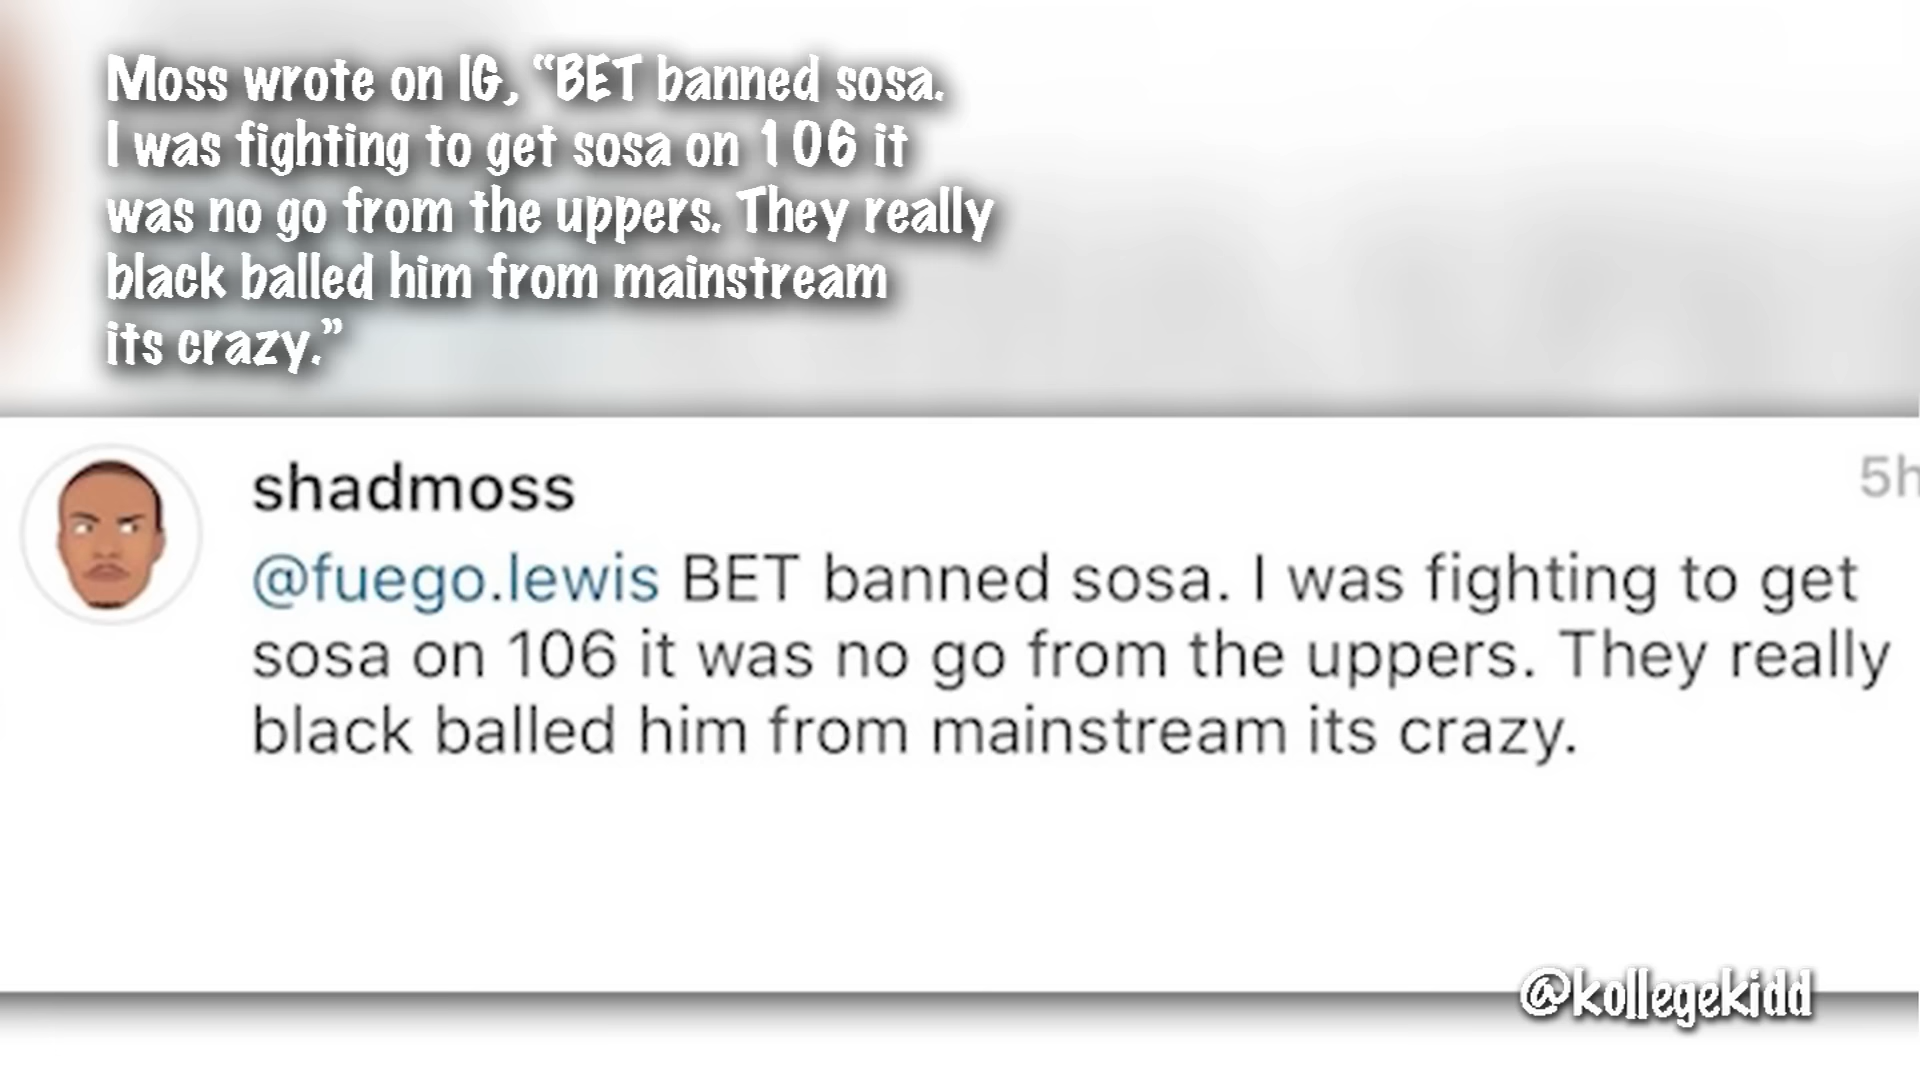 Moss wrote on IG, “BET banned sosa.
I was fighting to get sosa on 106 it
was no go from the uppers. They really
black balled him from mainstream
its crazy.”
shadmoss
5h
@fuego.lewis BET banned sosa. I was fighting to get
sosa on 106 it was no go from the uppers. They really
black balled him from mainstream its crazy.
@kollegekidd